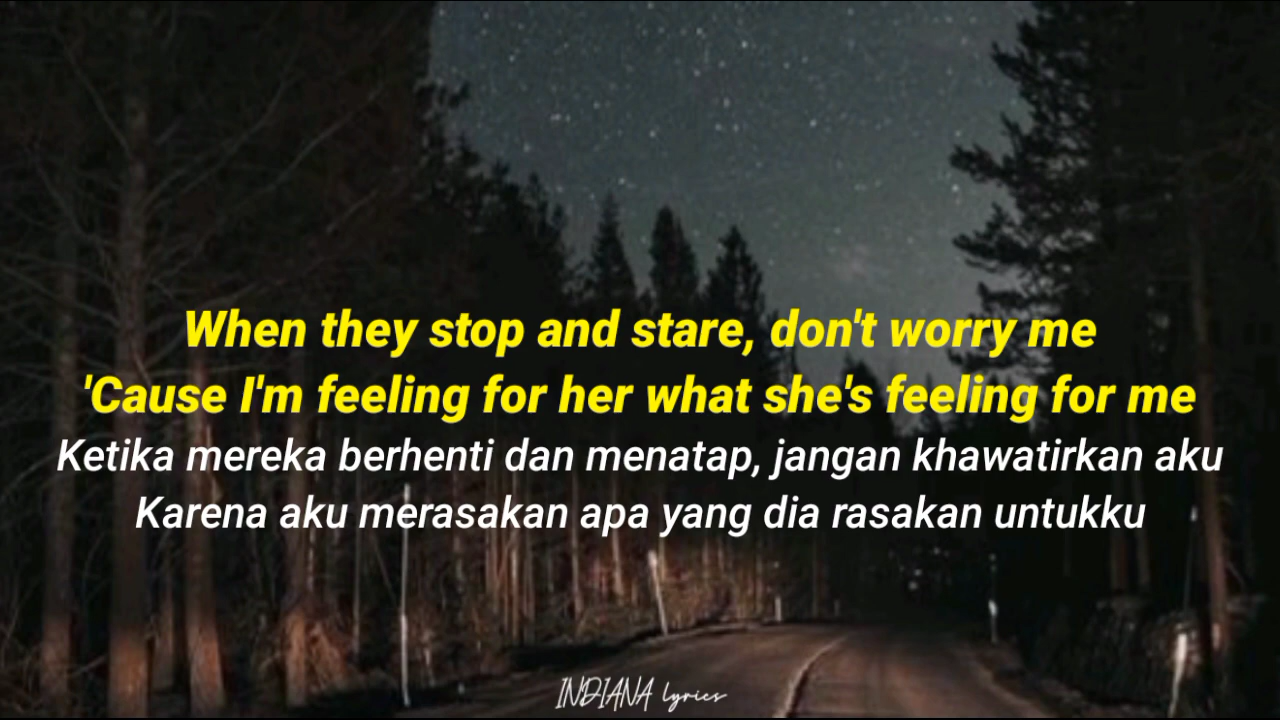 When they stop and stare, don't worry me
'Cause I'm feeling for her what she's feeling for me
Ketika mereka berhenti dan menatap, jangan khawatirkan aku
Karena aku merasakan apa yang dia rasakan untukku
INDIANA lyrics